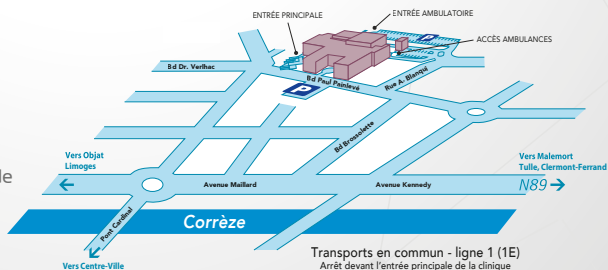 ENTRÉE PRINCIPALE
ENTRÉE AMBULATOIRE
P
ACCÈS AMBULANCES
Bd Dr. Verlhac
Bd Paul Painlevé
Rue A. Blanqui
P
Bd Brossolette
Vers Objat
Limoges
Vers Malemort
Tulle, Clermont-Ferrand
N89
Avenue Maillard
Avenue Kennedy
Corrèze
Pont Cardinal
Vers Centre-Ville
Transports en commun - ligne 1 (1E)
Arrêt devant l'entrée principale de la clinique